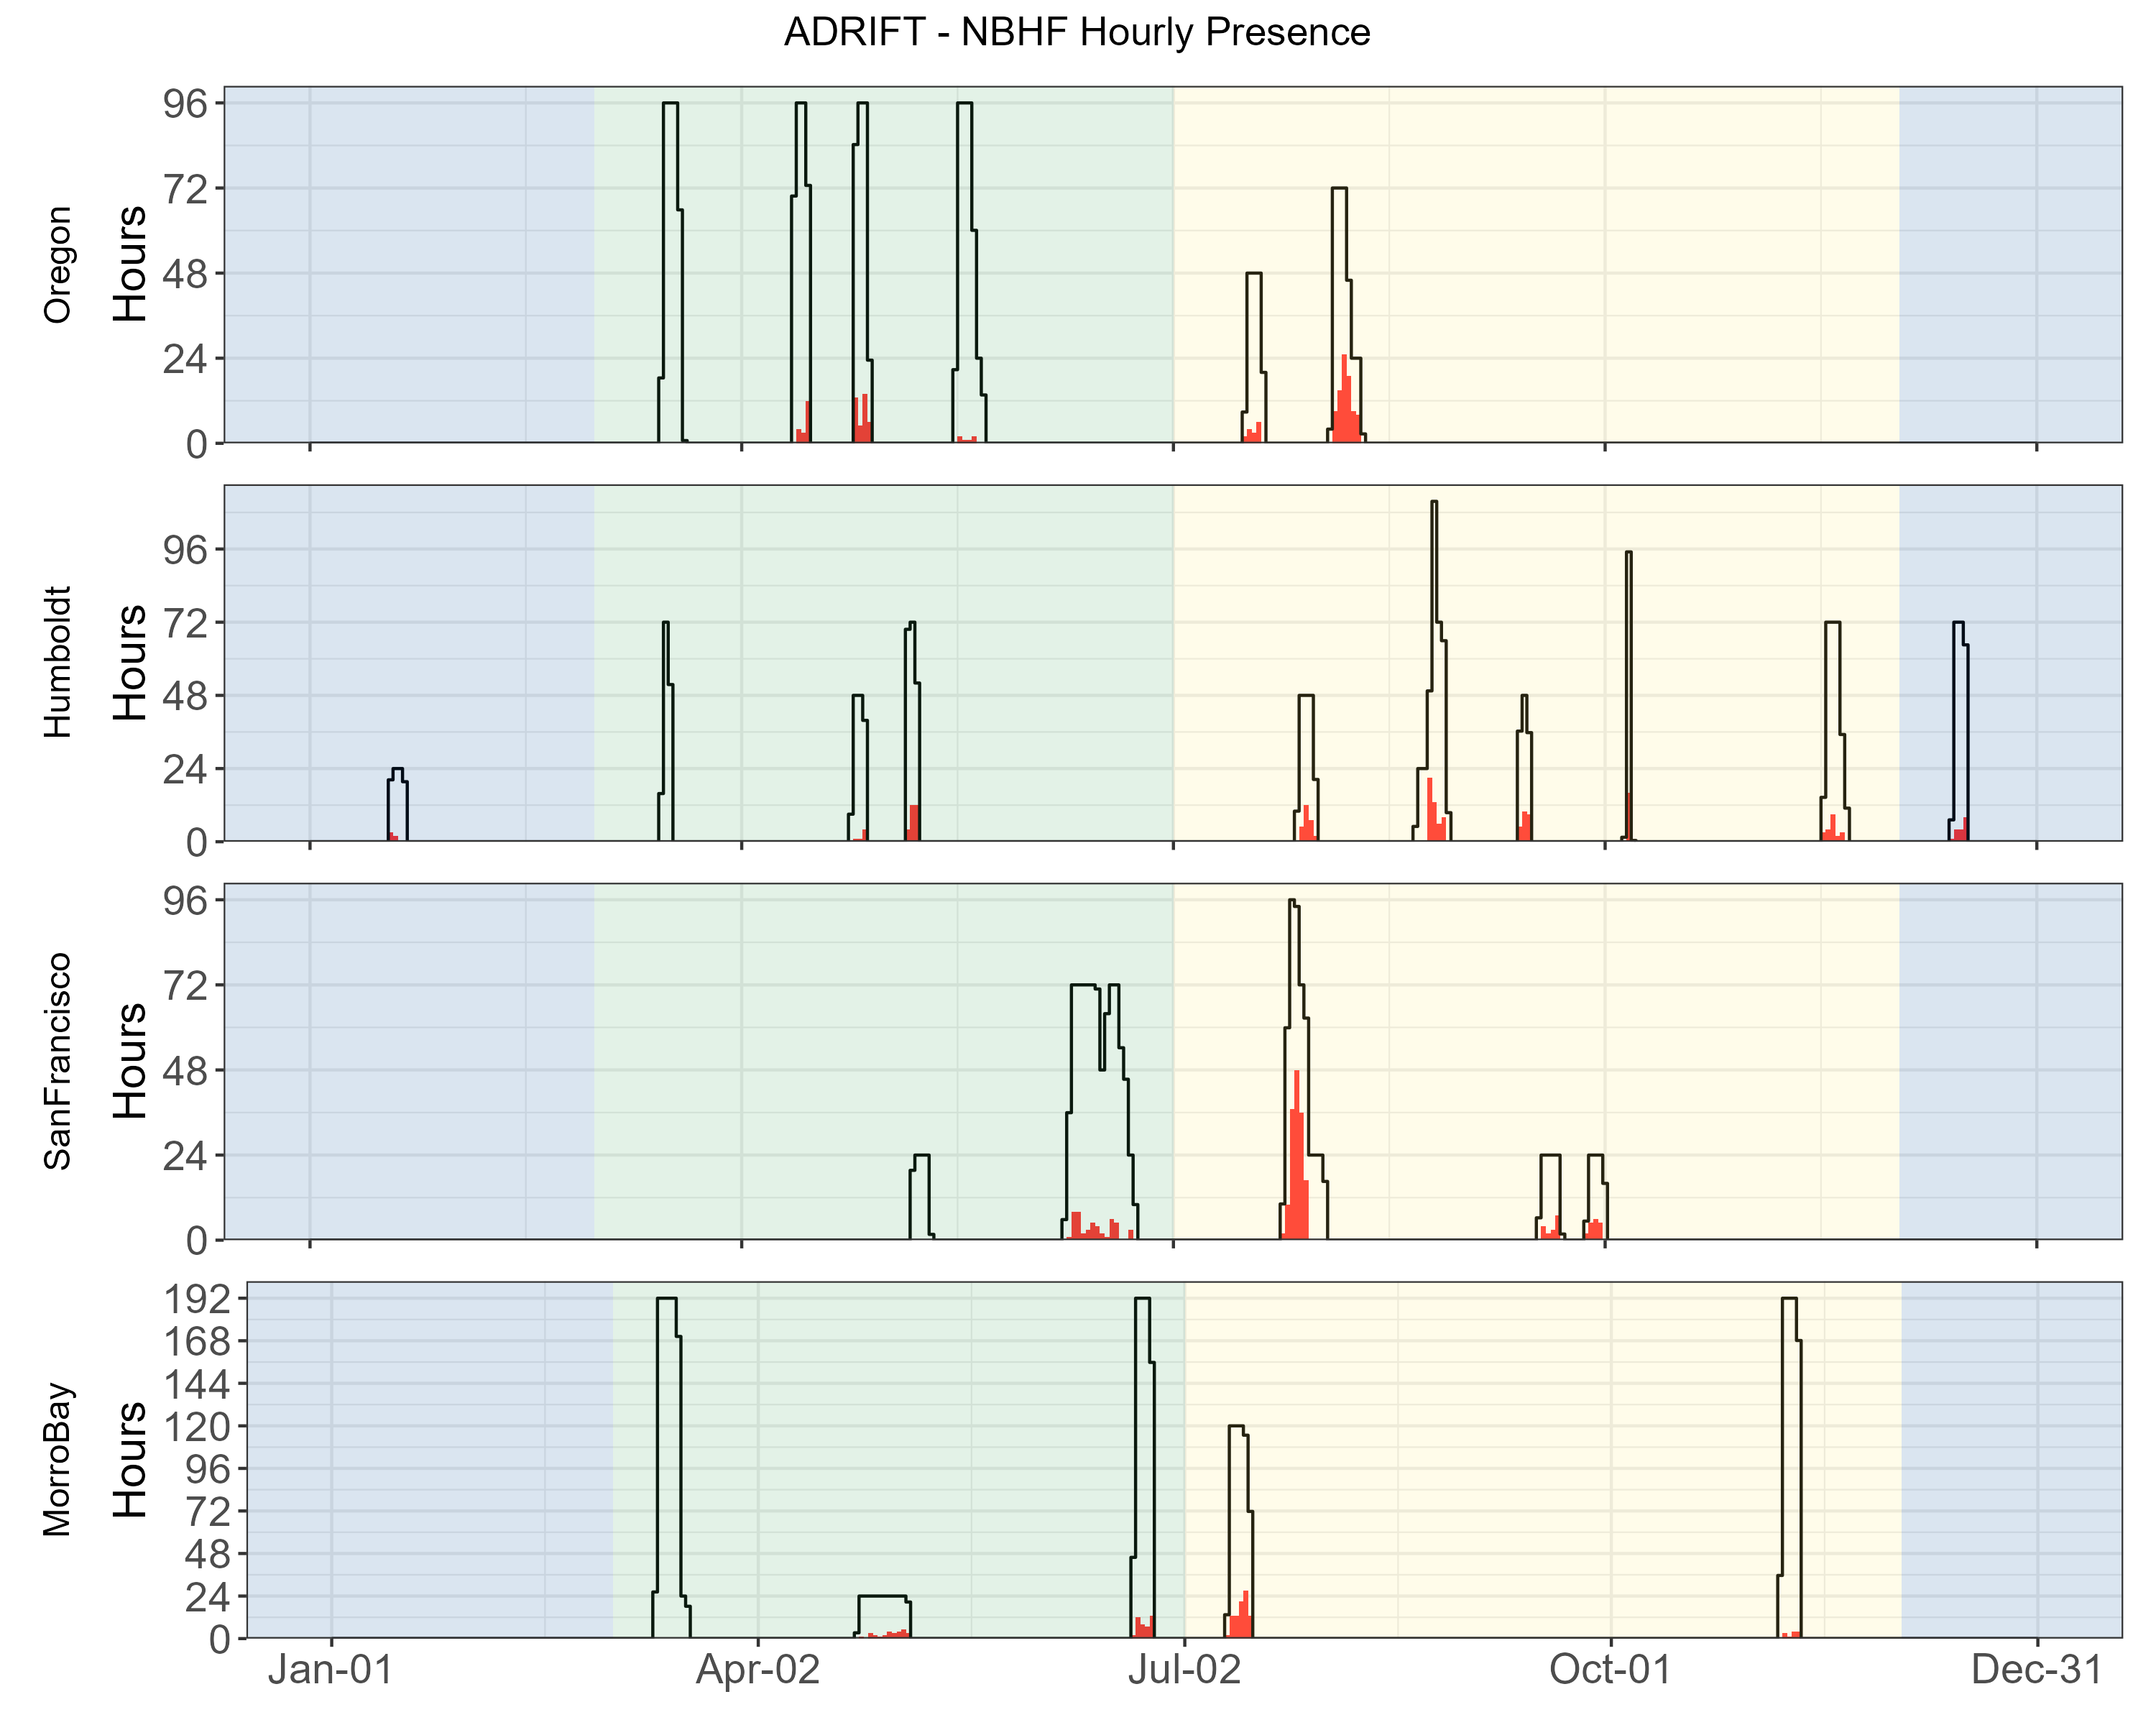 ADRIFT - NBHF Hourly Presence
Oregon
Hours
96
72
48
24
0
Humboldt
Hours
96
72
48
24
0
SanFrancisco
Hours
96
72
48
24
0
MorroBay
Hours
192
168
144
120
96
72
48
24
0
Jan-01 Apr-02 Jul-02 Oct-01 Dec-31